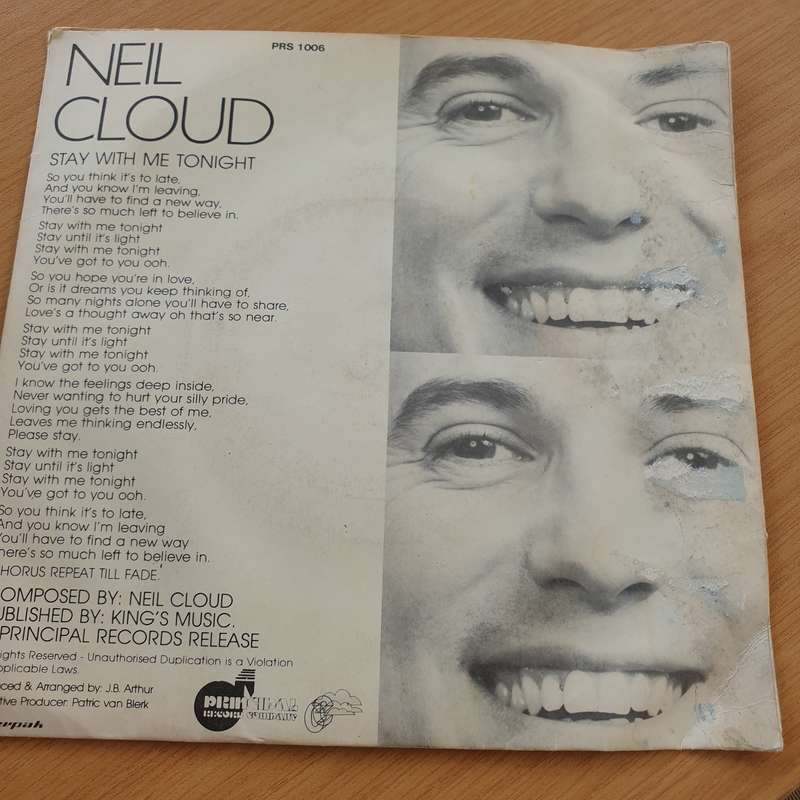 PRS 1006
NEIL
CLOUD
STAY WITH ME TONIGHT
So you think it's to late,
And you know I'm leaving,
You'll have to find a new way,
There's so much left to believe in.
Stay with me tonight
Stay until it's light
Stay with me tonight
You've got to you ooh.
So you hope you're in love,
Or is it dreams you keep thinking of,
So many nights alone you'll have to share,
Love's a thought away oh that's so near.
Stay with me tonight
Stay until it's light
Stay with me tonight
You've got to you ooh.
I know the feelings deep inside,
Never wanting to hurt your silly pride,
Loving you gets the best of me,
Leaves me thinking endlessly,
Please stay.
Stay with me tonight
Stay until it's light
Stay with me tonight
You've got to you ooh.
So you think it's to late,
And you know I'm leaving
You'll have to find a new way
here's so much left to believe in.
HORUS REPEAT TILL FADE.
OMPOSED BY: NEIL CLOUD
UBLISHED BY: KING'S MUSIC.
PRINCIPAL RECORDS RELEASE
ights Reserved - Unauthorised Duplication is a Violation
pplicable Laws.
ced & Arranged by: J.B. Arthur
tive Producer: Patric van Blerk
PRINCIPAL
RECORD COMPANY